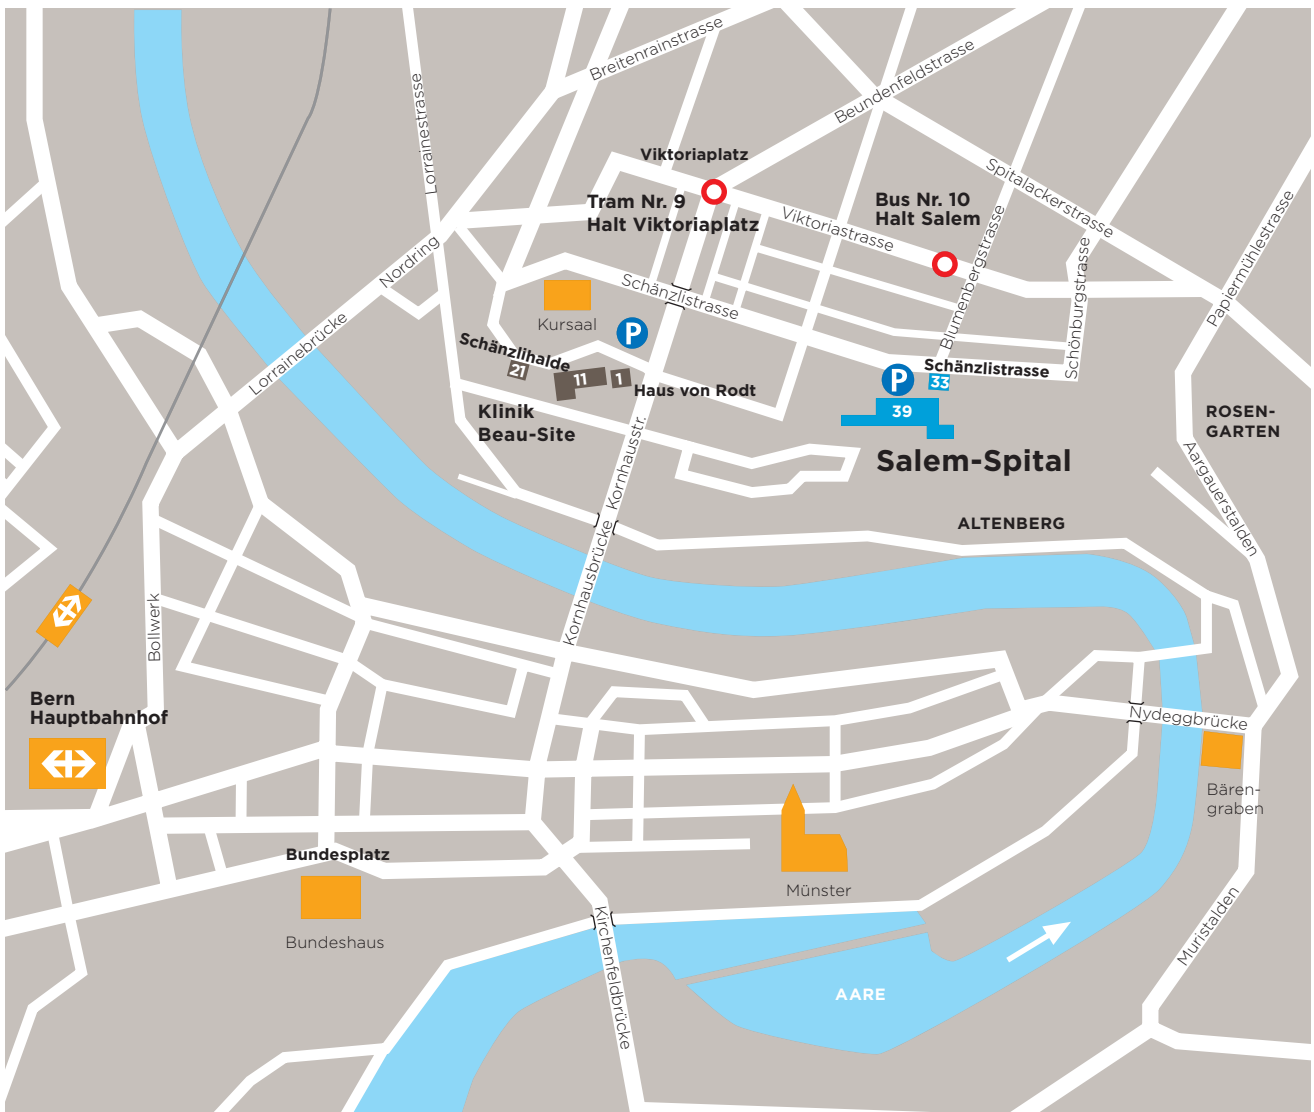 Breitenrainstrasse
Beundenfeldstrasse
Lorrainestrasse
Viktoriaplatz
Spitalackerstrasse
Tram Nr. 9
Halt Viktoriaplatz
Bus Nr. 10
Halt Salem
Viktoriastrasse
Blumenbergstrasse
Schönburgstrasse
Papiermühlestrasse
Nordring
Schänzlistrasse
Kursaal
P
Lorrainebrücke
Schänzlihalde
21
11
1
Haus von Rodt
P
Schänzlistrasse
33
39
Klinik
Beau-Site
Kornhausstr.
Salem-Spital
ROSEN-
GARTEN
Aargauerstalden
ALTENBERG
Kornhausbrücke
Bollwerk
Bern
Hauptbahnhof
Nydeggbrücke
Bären-
graben
Bundesplatz
Münster
Bundeshaus
Kirchenfeldbrücke
Muristalden
AARE